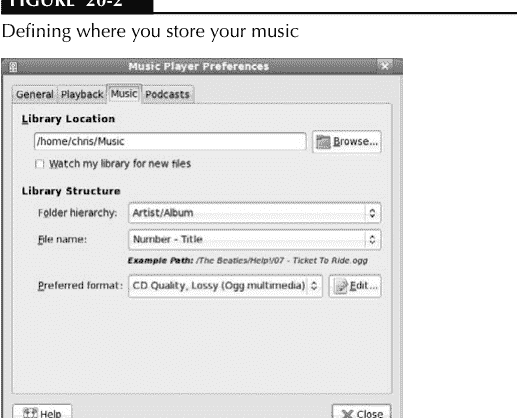 FIGURE 20-2
Defining where you store your music
Music Player Preferences
General Playback Music Podcasts
Library Location
/home/chris/Music Browse...
Watch my library for new files
Library Structure
Folder hierarchy: Artist/Album
File name: Number - Title
Example Path: /The Beatles/Help!/07 - Ticket To Ride.ogg
Preferred format: CD Quality, Lossy (Ogg multimedia) Edit...
Help Close